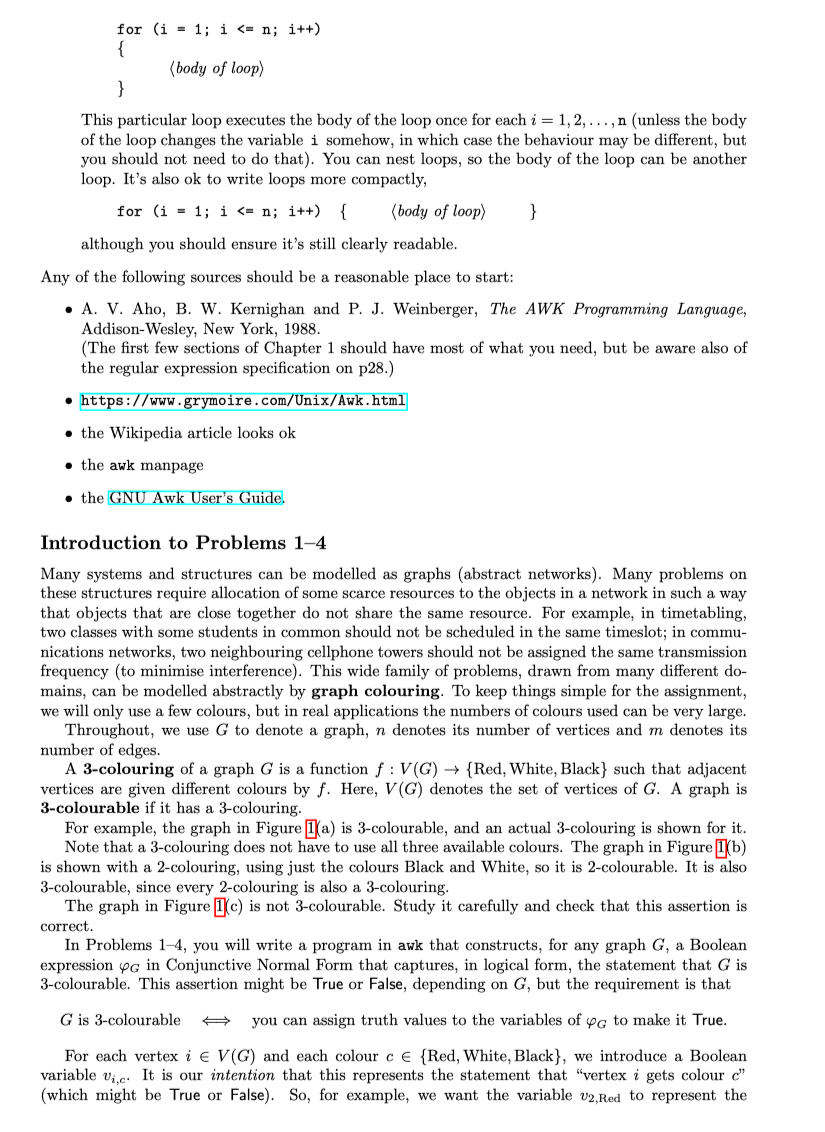 for (i = 1; i <= n; i++)
{
⟨body of loop⟩
}
This particular loop executes the body of the loop once for each i = 1, 2, . . . , n (unless the body
of the loop changes the variable i somehow, in which case the behaviour may be different, but
you should not need to do that). You can nest loops, so the body of the loop can be another
loop. It's also ok to write loops more compactly,
for (i = 1; i <= n; i++) { ⟨body of loop⟩ }
although you should ensure it's still clearly readable.
Any of the following sources should be a reasonable place to start:
• A. V. Aho, B. W. Kernighan and P. J. Weinberger, The AWK Programming Language,
Addison-Wesley, New York, 1988.
(The first few sections of Chapter 1 should have most of what you need, but be aware also of
the regular expression specification on p28.)
• https://www.grymoire.com/Unix/Awk.html
• the Wikipedia article looks ok
• the awk manpage
• the GNU Awk User's Guide.
Introduction to Problems 1–4
Many systems and structures can be modelled as graphs (abstract networks). Many problems on
these structures require allocation of some scarce resources to the objects in a network in such a way
that objects that are close together do not share the same resource. For example, in timetabling,
two classes with some students in common should not be scheduled in the same timeslot; in commu-
nications networks, two neighbouring cellphone towers should not be assigned the same transmission
frequency (to minimise interference). This wide family of problems, drawn from many different do-
mains, can be modelled abstractly by graph colouring. To keep things simple for the assignment,
we will only use a few colours, but in real applications the numbers of colours used can be very large.
Throughout, we use G to denote a graph, n denotes its number of vertices and m denotes its
number of edges.
A 3-colouring of a graph G is a function f : V(G) → {Red, White, Black} such that adjacent
vertices are given different colours by f. Here, V(G) denotes the set of vertices of G. A graph is
3-colourable if it has a 3-colouring.
For example, the graph in Figure 1(a) is 3-colourable, and an actual 3-colouring is shown for it.
Note that a 3-colouring does not have to use all three available colours. The graph in Figure 1(b)
is shown with a 2-colouring, using just the colours Black and White, so it is 2-colourable. It is also
3-colourable, since every 2-colouring is also a 3-colouring.
The graph in Figure 1(c) is not 3-colourable. Study it carefully and check that this assertion is
correct.
In Problems 1–4, you will write a program in awk that constructs, for any graph G, a Boolean
expression φ_G in Conjunctive Normal Form that captures, in logical form, the statement that G is
3-colourable. This assertion might be True or False, depending on G, but the requirement is that
G is 3-colourable ⟺ you can assign truth values to the variables of φ_G to make it True.
For each vertex i ∈ V(G) and each colour c ∈ {Red, White, Black}, we introduce a Boolean
variable v_{i,c}. It is our intention that this represents the statement that "vertex i gets colour c"
(which might be True or False). So, for example, we want the variable v_{2,Red} to represent the